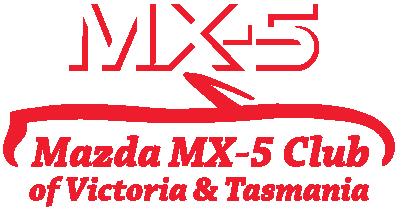 MX-5
Mazda MX-5 Club
of Victoria & Tasmania